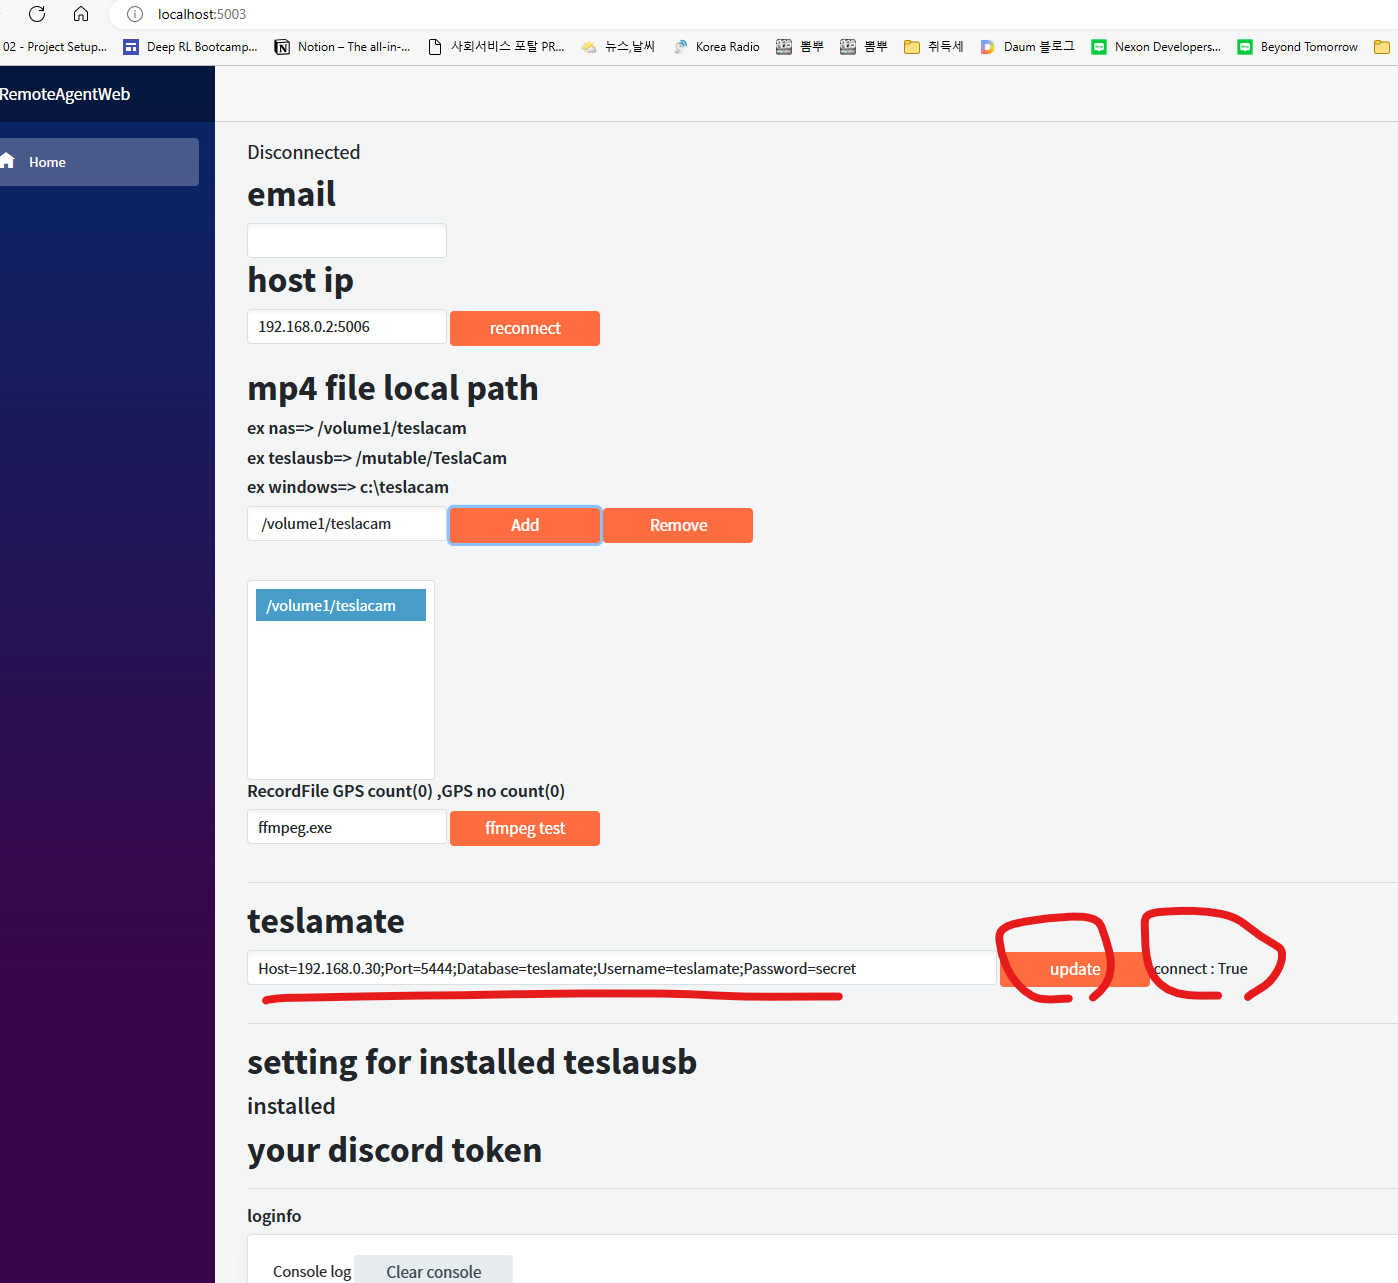 localhost:5003
02 - Project Setup... Deep RL Bootcamp... Notion – The all-in-... 사회서비스 포탈 PR... 뉴스,날씨 Korea Radio 뽐뿌 뽐뿌 취득세 Daum 블로그 Nexon Developers... Beyond Tomorrow
RemoteAgentWeb
Home
Disconnected
email
host ip
192.168.0.2:5006 reconnect
mp4 file local path
ex nas=> /volume1/teslacam
ex teslausb=> /mutable/TeslaCam
ex windows=> c:\teslacam
/volume1/teslacam Add Remove
/volume1/teslacam
RecordFile GPS count(0) ,GPS no count(0)
ffmpeg.exe ffmpeg test
teslamate
Host=192.168.0.30;Port=5444;Database=teslamate;Username=teslamate;Password=secret update connect : True
setting for installed teslausb
installed
your discord token
loginfo
Console log Clear console